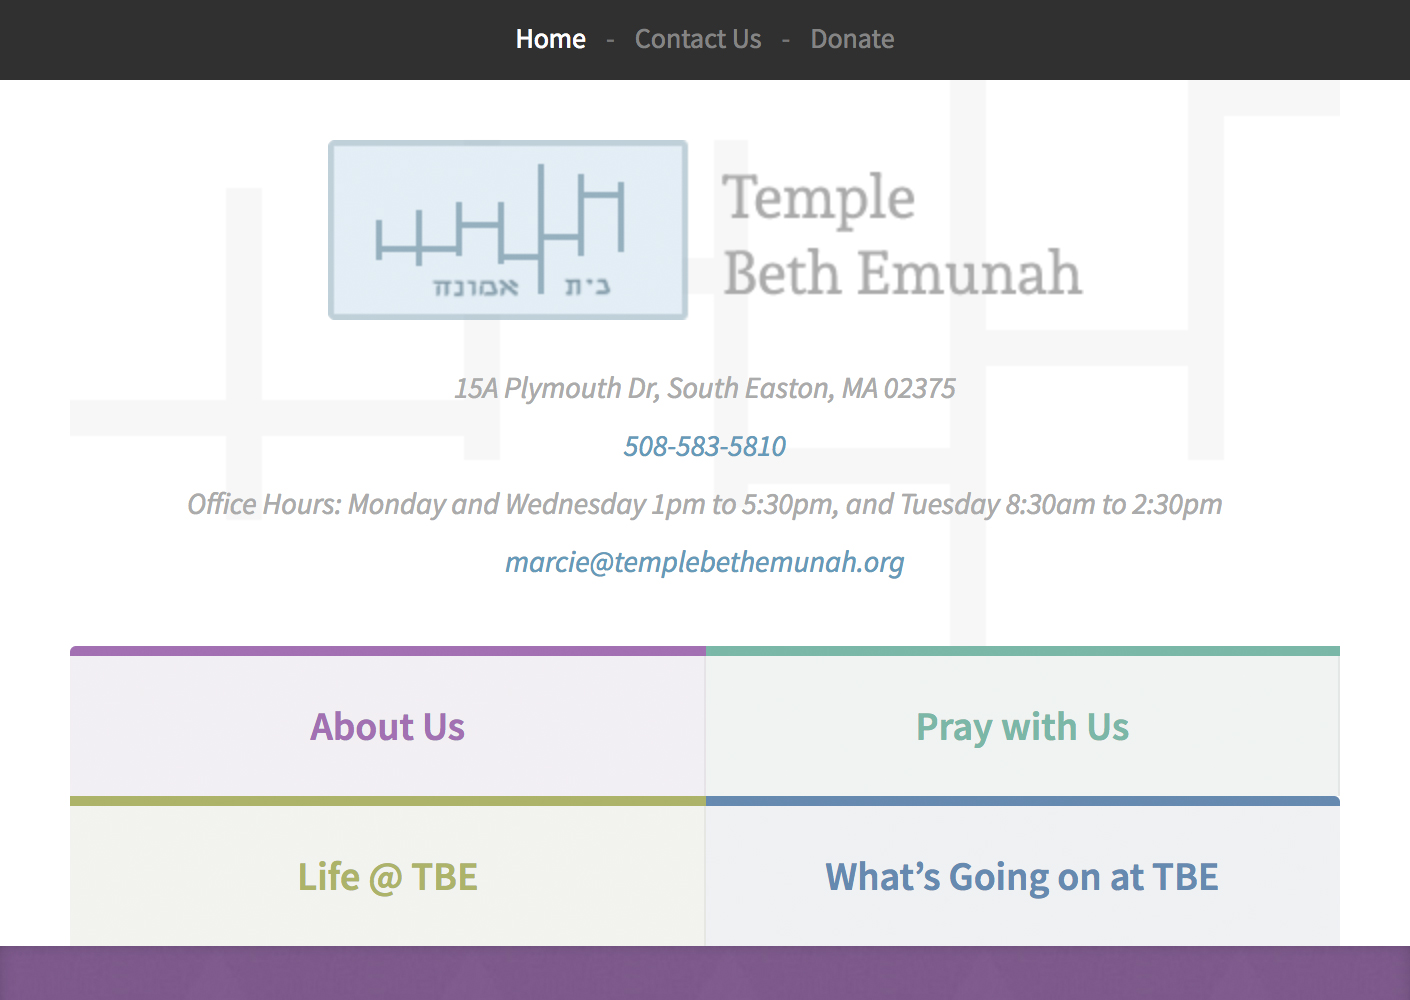 Home - Contact Us - Donate
בית אמונה
Temple
Beth Emunah
15A Plymouth Dr, South Easton, MA 02375
508-583-5810
Office Hours: Monday and Wednesday 1pm to 5:30pm, and Tuesday 8:30am to 2:30pm
marcie@templebethemunah.org
About Us
Pray with Us
Life @ TBE
What’s Going on at TBE